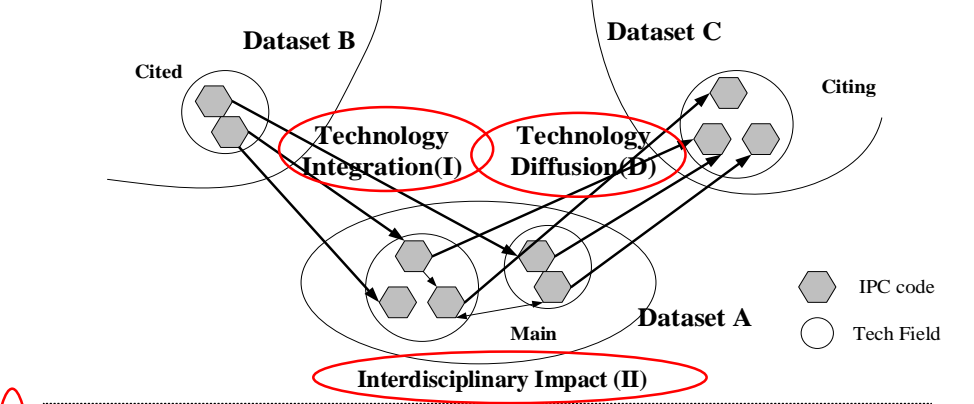 Dataset B
Dataset C
Cited
Citing
Technology
Integration(I)
Technology
Diffusion(D)
IPC code
Dataset A
Main
Tech Field
Interdisciplinary Impact (II)